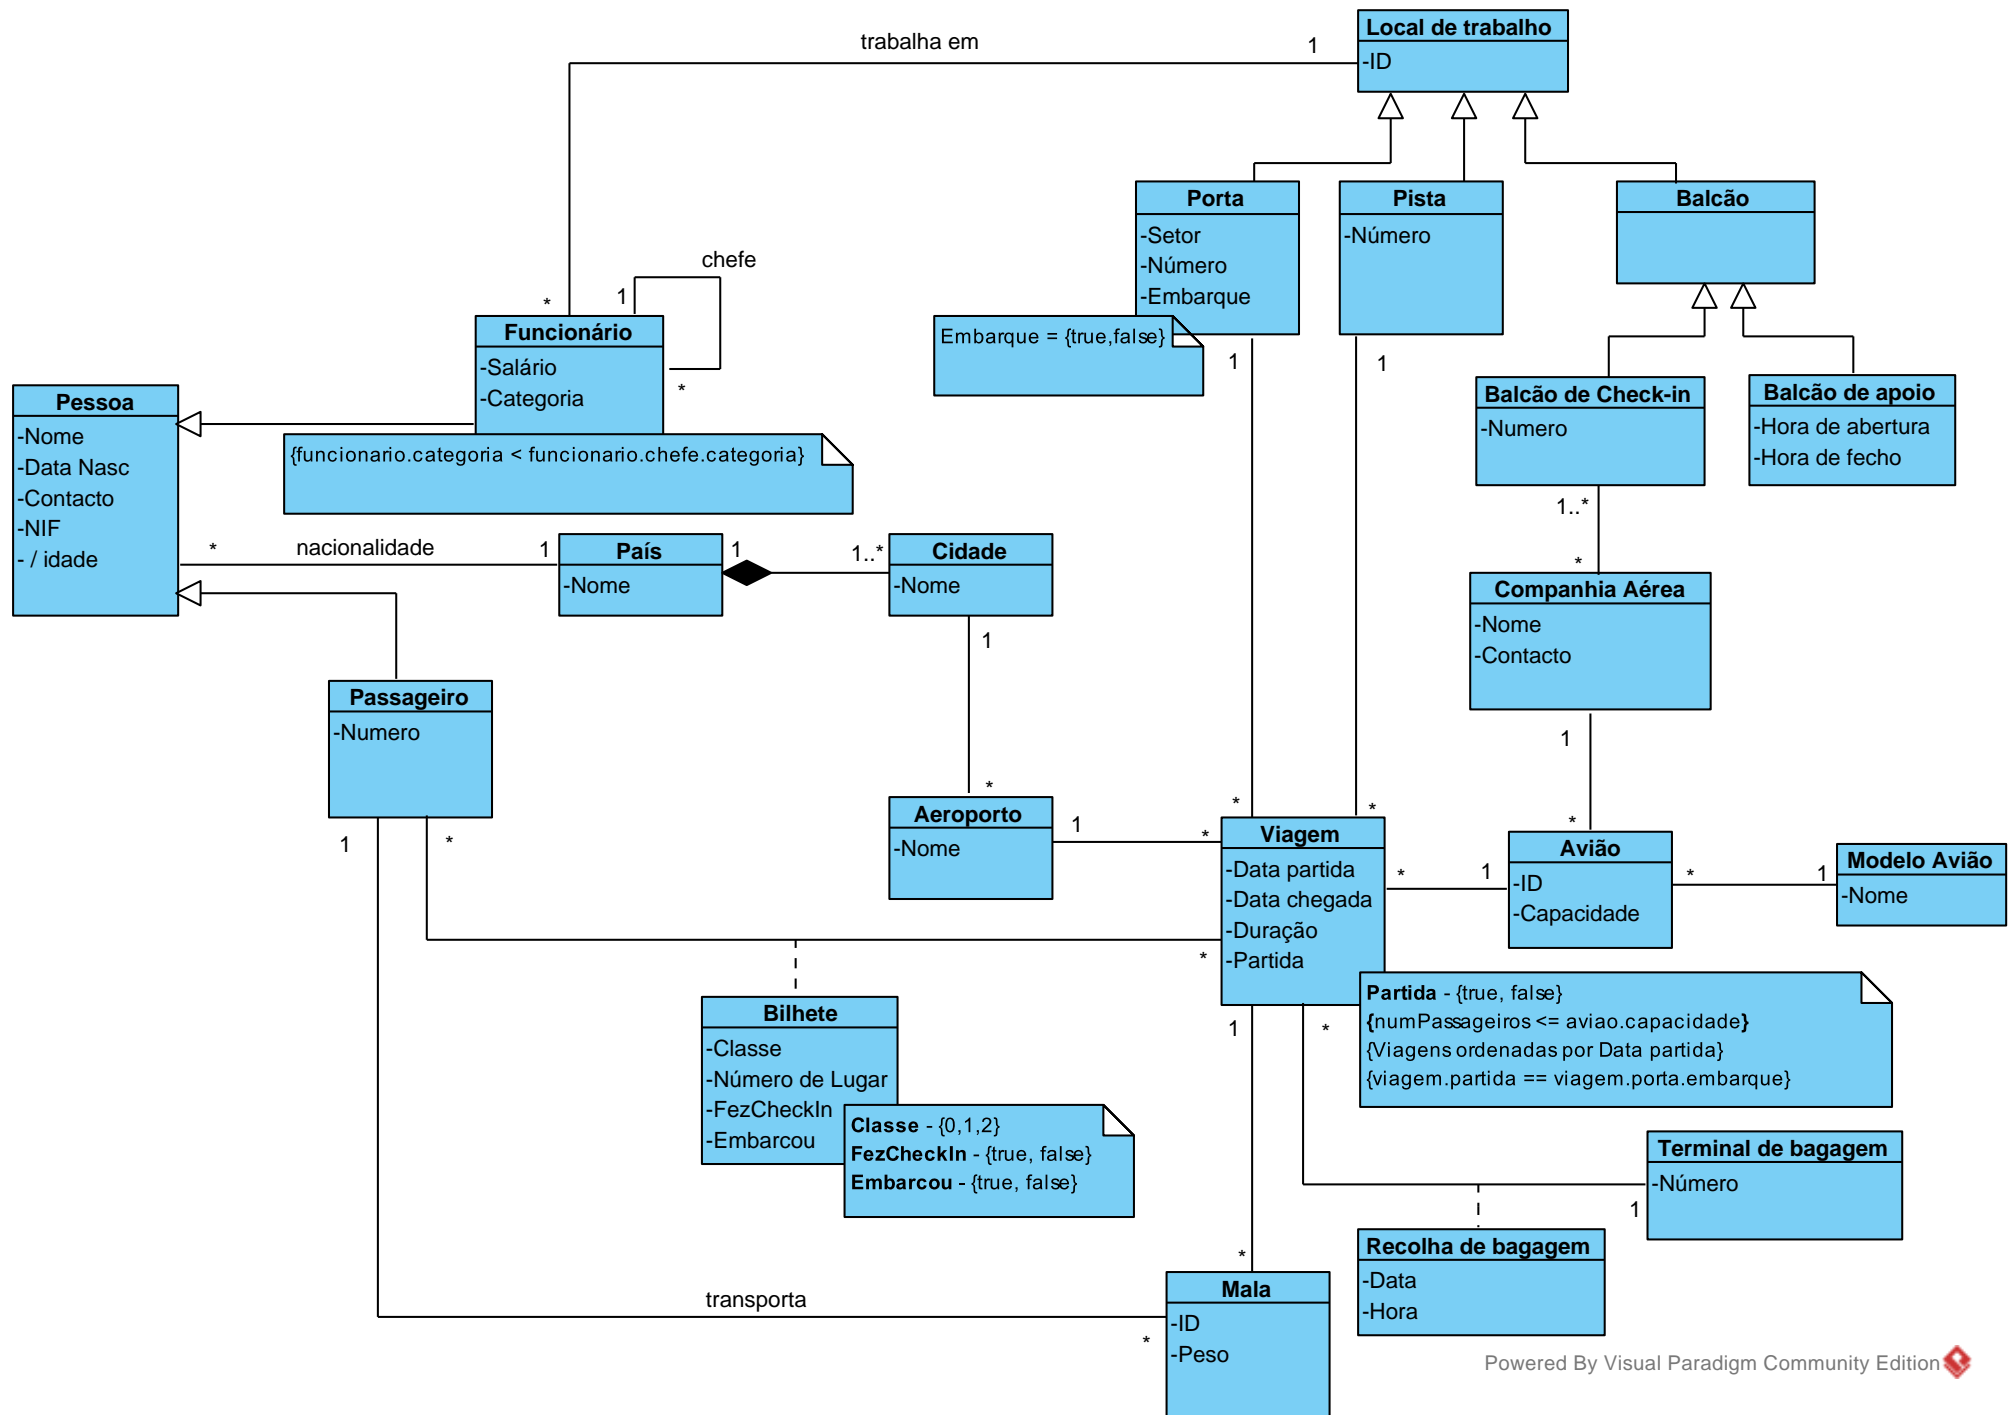 Local de trabalho
-ID
trabalha em
1
*
Porta
-Setor
-Número
-Embarque
Embarque = {true,false}
1
Pista
-Número
1
Balcão
chefe
1
*
Funcionário
-Salário
-Categoria
{funcionario.categoria < funcionario.chefe.categoria}
Pessoa
-Nome
-Data Nasc
-Contacto
-NIF
- / idade
Balcão de Check-in
-Numero
Balcão de apoio
-Hora de abertura
-Hora de fecho
1..*
*
*
nacionalidade
1
País
-Nome
1
1..*
Cidade
-Nome
1
*
Companhia Aérea
-Nome
-Contacto
1
*
Passageiro
-Numero
1
*
Aeroporto
-Nome
1
*
*
*
Viagem
-Data partida
-Data chegada
-Duração
-Partida
*
1
Avião
-ID
-Capacidade
*
1
Modelo Avião
-Nome
*
Partida - {true, false}
{numPassageiros <= aviao.capacidade}
{Viagens ordenadas por Data partida}
{viagem.partida == viagem.porta.embarque}
1
*
Bilhete
-Classe
-Número de Lugar
-FezCheckIn
-Embarcou
Classe - {0,1,2}
FezCheckIn - {true, false}
Embarcou - {true, false}
Terminal de bagagem
-Número
1
Recolha de bagagem
-Data
-Hora
*
Mala
-ID
-Peso
transporta
*
Powered By Visual Paradigm Community Edition